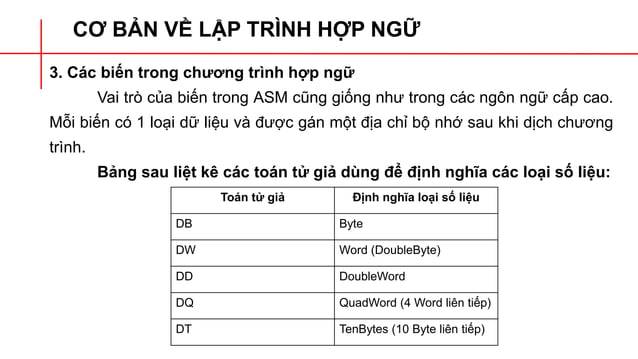 CƠ BẢN VỀ LẬP TRÌNH HỢP NGỮ
3. Các biến trong chương trình hợp ngữ
Vai trò của biến trong ASM cũng giống như trong các ngôn ngữ cấp cao.
Mỗi biến có 1 loại dữ liệu và được gán một địa chỉ bộ nhớ sau khi dịch chương
trình.
Bảng sau liệt kê các toán tử giả dùng để định nghĩa các loại số liệu:
Toán tử giả Định nghĩa loại số liệu
DB Byte
DW Word (DoubleByte)
DD DoubleWord
DQ QuadWord (4 Word liên tiếp)
DT TenBytes (10 Byte liên tiếp)